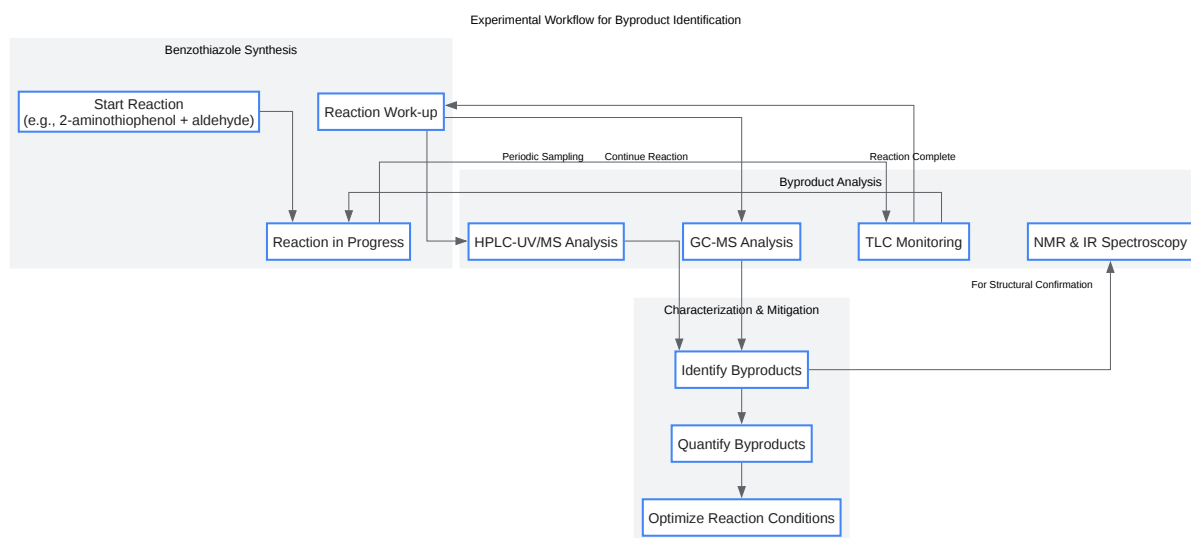 Experimental Workflow for Byproduct Identification
Benzothiazole Synthesis
Start Reaction
(e.g., 2-aminothiophenol + aldehyde)
Reaction Work-up
Periodic Sampling
Continue Reaction
Reaction Complete
Byproduct Analysis
Reaction in Progress
HPLC-UV/MS Analysis
GC-MS Analysis
TLC Monitoring
NMR & IR Spectroscopy
For Structural Confirmation
Characterization & Mitigation
Identify Byproducts
Quantify Byproducts
Optimize Reaction Conditions